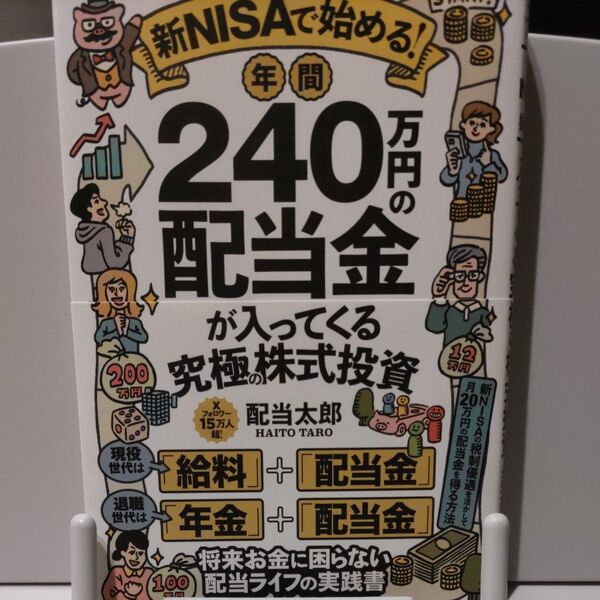 START!
新NISAで始める!
年間
240万円の
配当金
が入ってくる
究極の株式投資
200
万円
12
万円
X
フォロワー
15万人
超!
配当太郎
HAITO TARO
新NISAの税制優遇を活かして
月20万円の配当金を得る方法
現役
世代は
給料+配当金
退職
世代は
年金+配当金
100
万円
将来お金に困らない
配当ライフの実践書